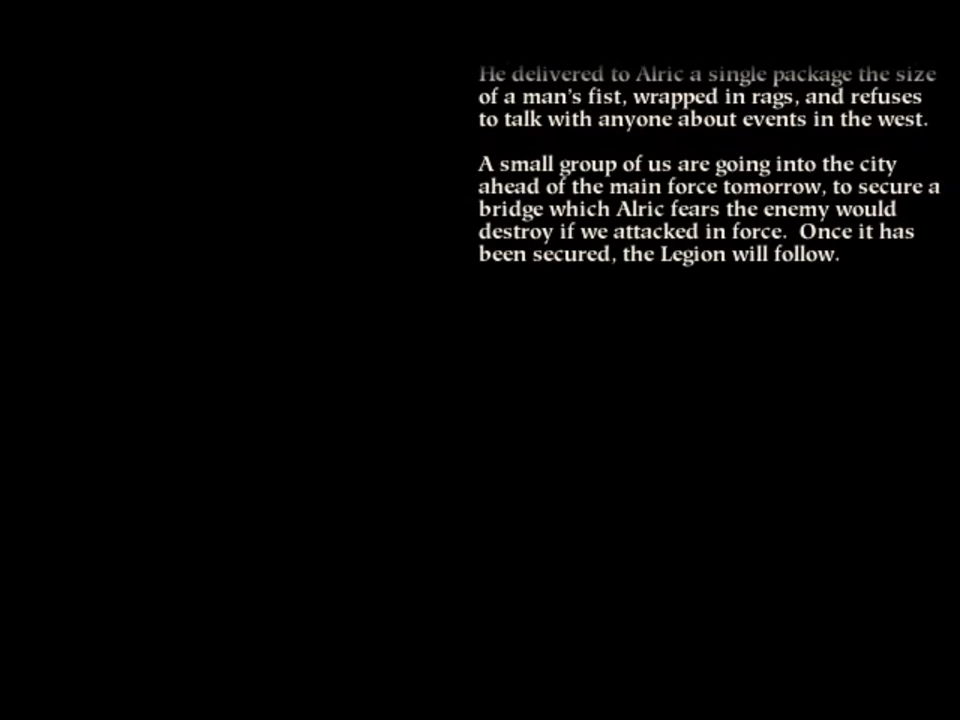 He delivered to Alric a single package the size
of a man's fist, wrapped in rags, and refuses
to talk with anyone about events in the west.
A small group of us are going into the city
ahead of the main force tomorrow, to secure a
bridge which Alric fears the enemy would
destroy if we attacked in force.  Once it has
been secured, the Legion will follow.